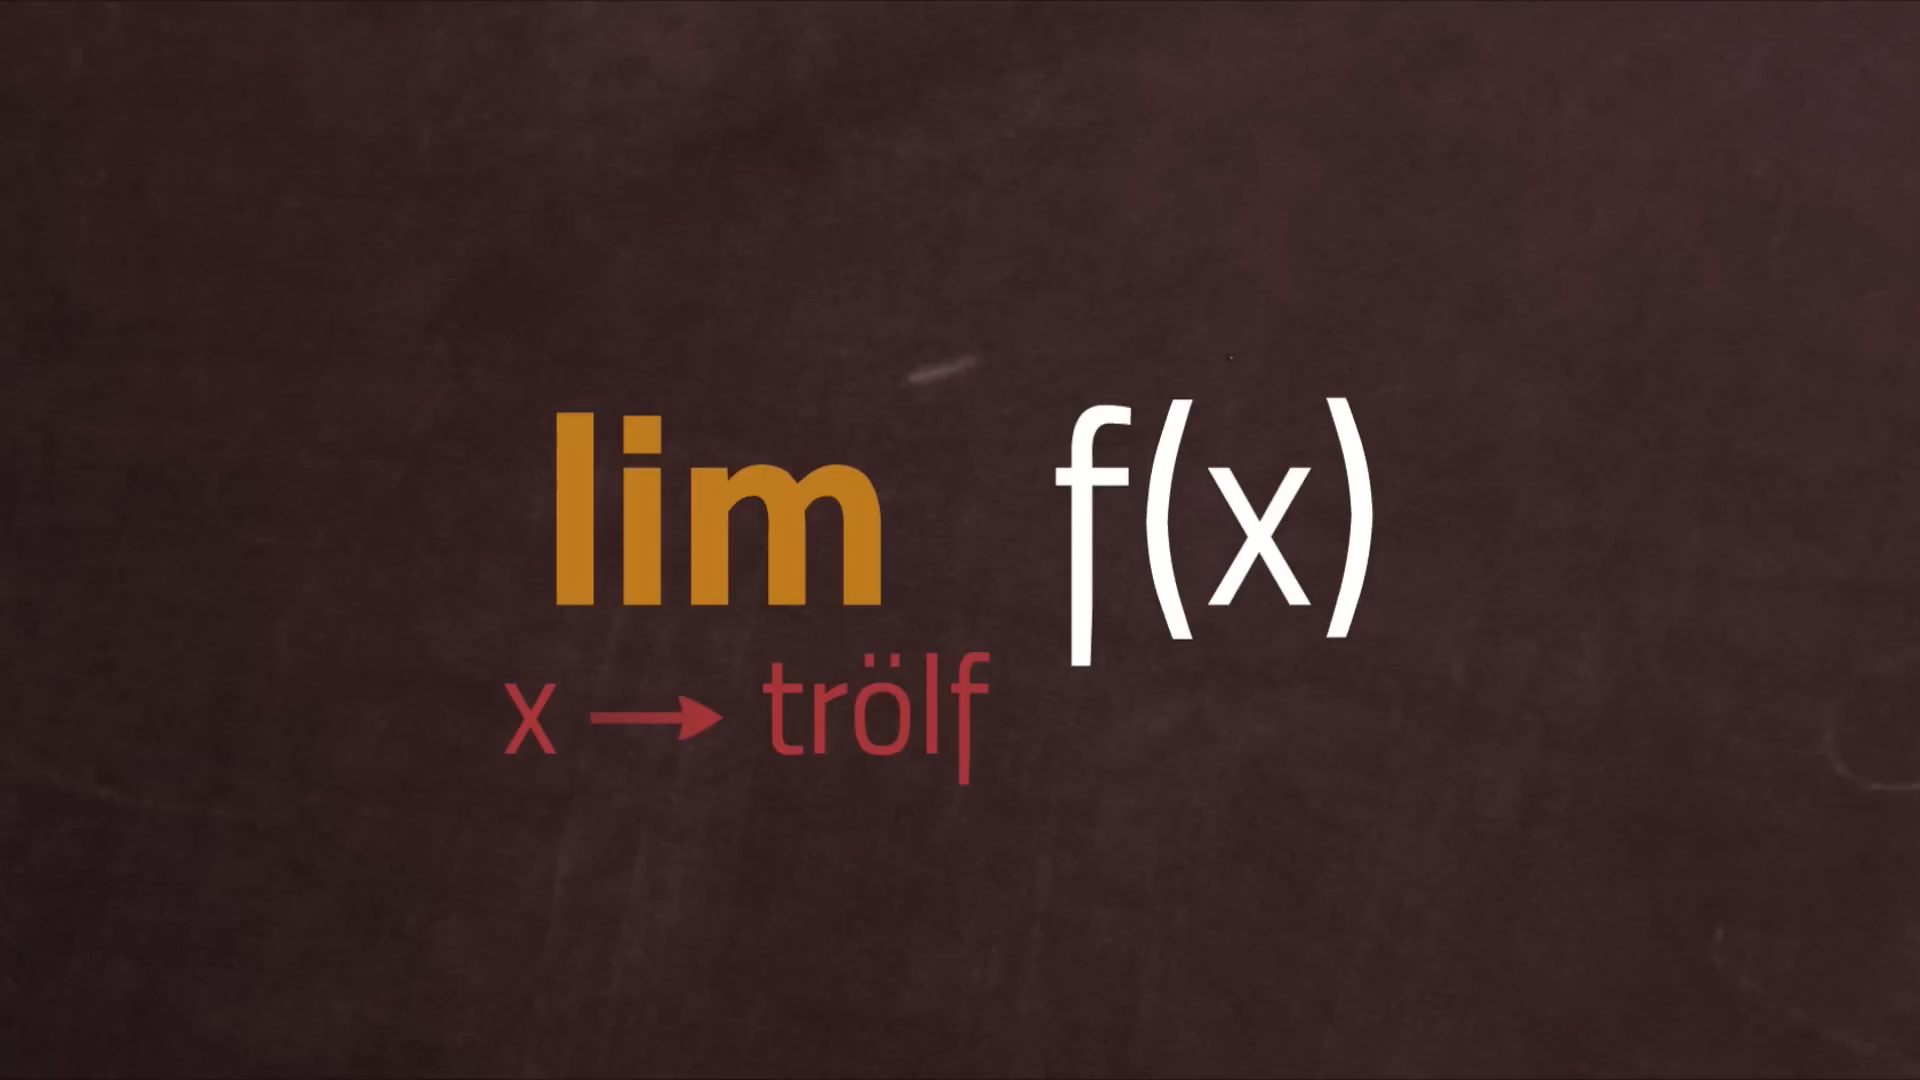 lim f(x)
x → trölf